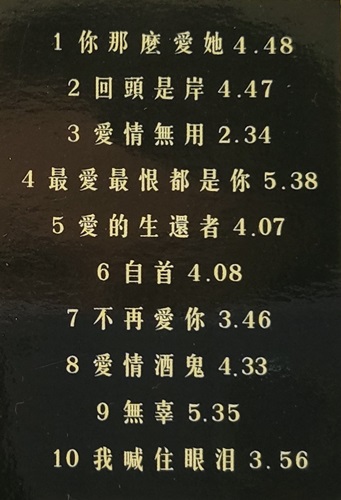 1 你那麼愛她 4.48
2 回頭是岸 4.47
3 愛情無用 2.34
4 最愛最恨都是你 5.38
5 愛的生還者 4.07
6 自首 4.08
7 不再愛你 3.46
8 愛情酒鬼 4.33
9 無辜 5.35
10 我喊住眼泪 3.56